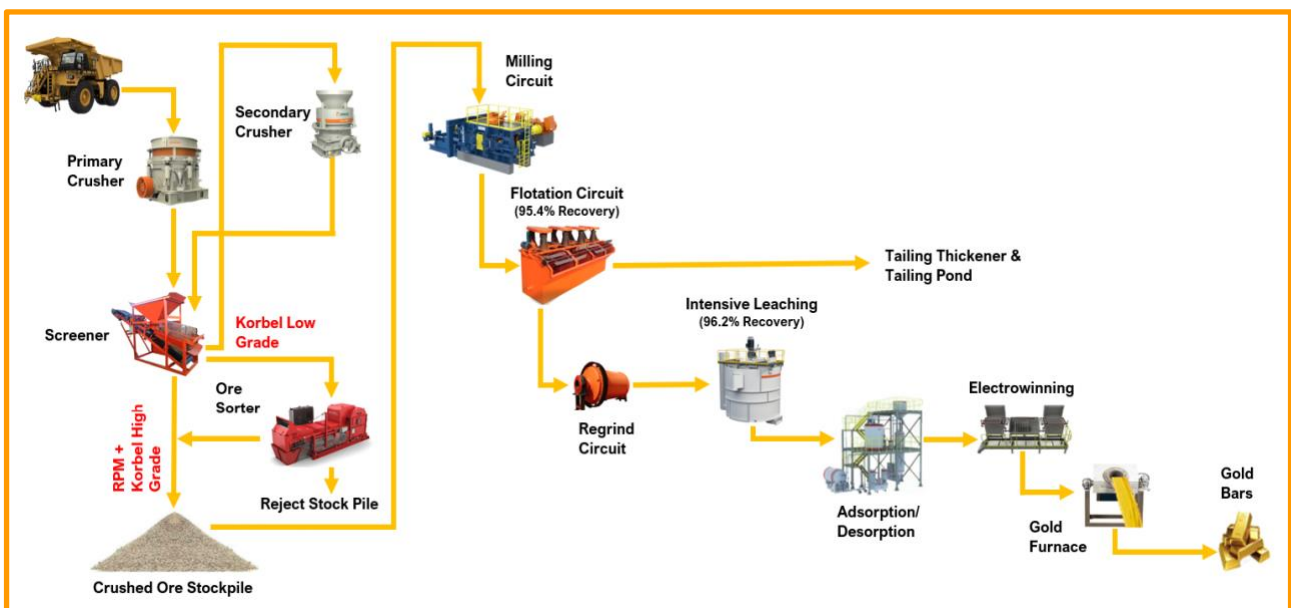 Milling
Circuit
Secondary
Crusher
Primary
Crusher
Flotation Circuit
(95.4% Recovery)
Tailing Thickener &
Tailing Pond
Intensive Leaching
(96.2% Recovery)
Screener
Korbel Low
Grade
Ore
Sorter
Electrowinning
Regrind
Circuit
RPM +
Korbel High
Grade
Reject Stock Pile
Adsorption/
Desorption
Gold
Furnace
Gold
Bars
Crushed Ore Stockpile